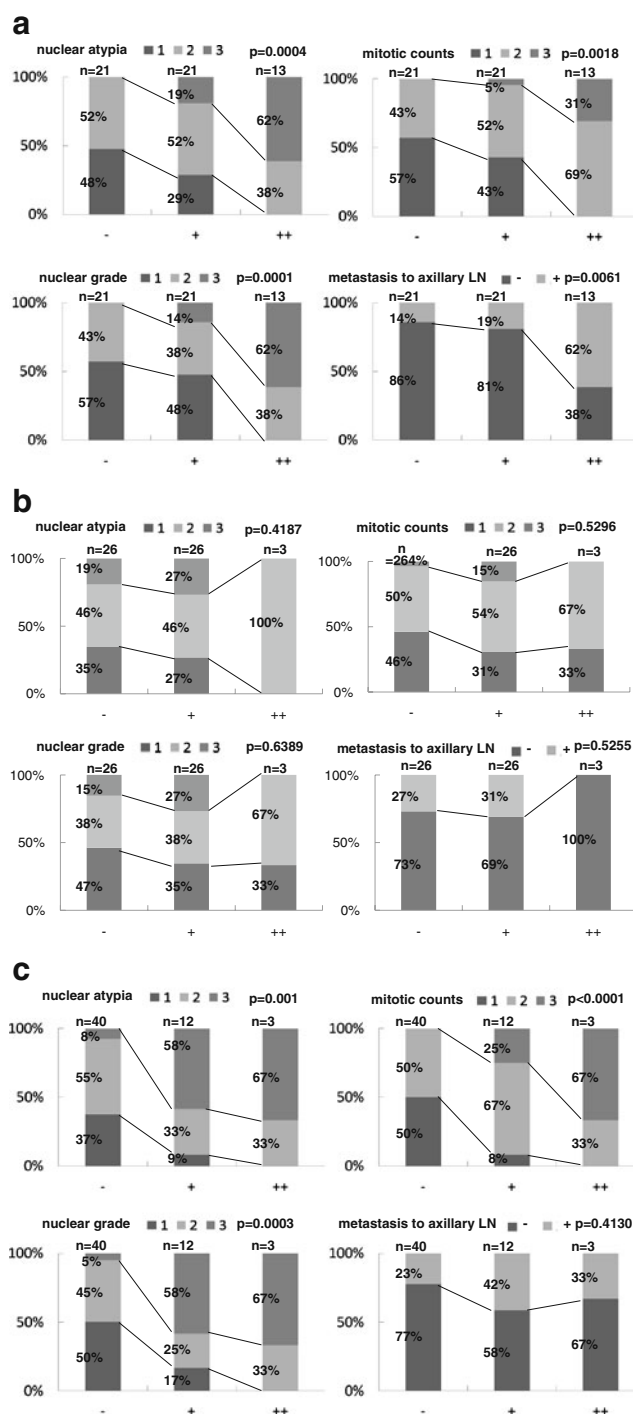 a
nuclear atypia 1 2 3 p=0.0004
n=21 n=21 n=13
100%
50%
0%
52% 19% 62%
52%
48% 29% 38%
- + ++
mitotic counts 1 2 3 p=0.0018
n=21 n=21 n=13
100%
50%
0%
5% 31%
43% 52%
57% 43% 69%
- + ++
nuclear grade 1 2 3 p=0.0001
n=21 n=21 n=13
100%
50%
0%
14% 62%
43% 38%
57% 48% 38%
- + ++
metastasis to axillary LN - + p=0.0061
n=21 n=21 n=13
100%
50%
0%
14% 19% 62%
86% 81% 38%
- + ++
b
nuclear atypia 1 2 3 p=0.4187
n=26 n=26 n=3
100%
50%
0%
19% 27%
46% 46% 100%
35% 27%
- + ++
mitotic counts 1 2 3 p=0.5296
n n=26 n=3
=264%
100%
50%
0%
15%
50% 54% 67%
46% 31% 33%
- + ++
nuclear grade 1 2 3 p=0.6389
n=26 n=26 n=3
100%
50%
0%
15% 27% 67%
38% 38%
47% 35% 33%
- + ++
metastasis to axillary LN - + p=0.5255
n=26 n=26 n=3
100%
50%
0%
27% 31%
73% 69% 100%
- + ++
c
nuclear atypia 1 2 3 p=0.001
n=40 n=12 n=3
100%
50%
0%
8% 58% 67%
55% 33% 33%
37% 9%
- + ++
mitotic counts 1 2 3 p<0.0001
n=40 n=12 n=3
100%
50%
0%
50% 25% 67%
67%
50% 8% 33%
- + ++
nuclear grade 1 2 3 p=0.0003
n=40 n=12 n=3
100%
50%
0%
5% 58% 67%
45% 25% 33%
50% 17%
- + ++
metastasis to axillary LN - + p=0.4130
n=40 n=12 n=3
100%
50%
0%
23% 42% 33%
77% 58% 67%
- + ++